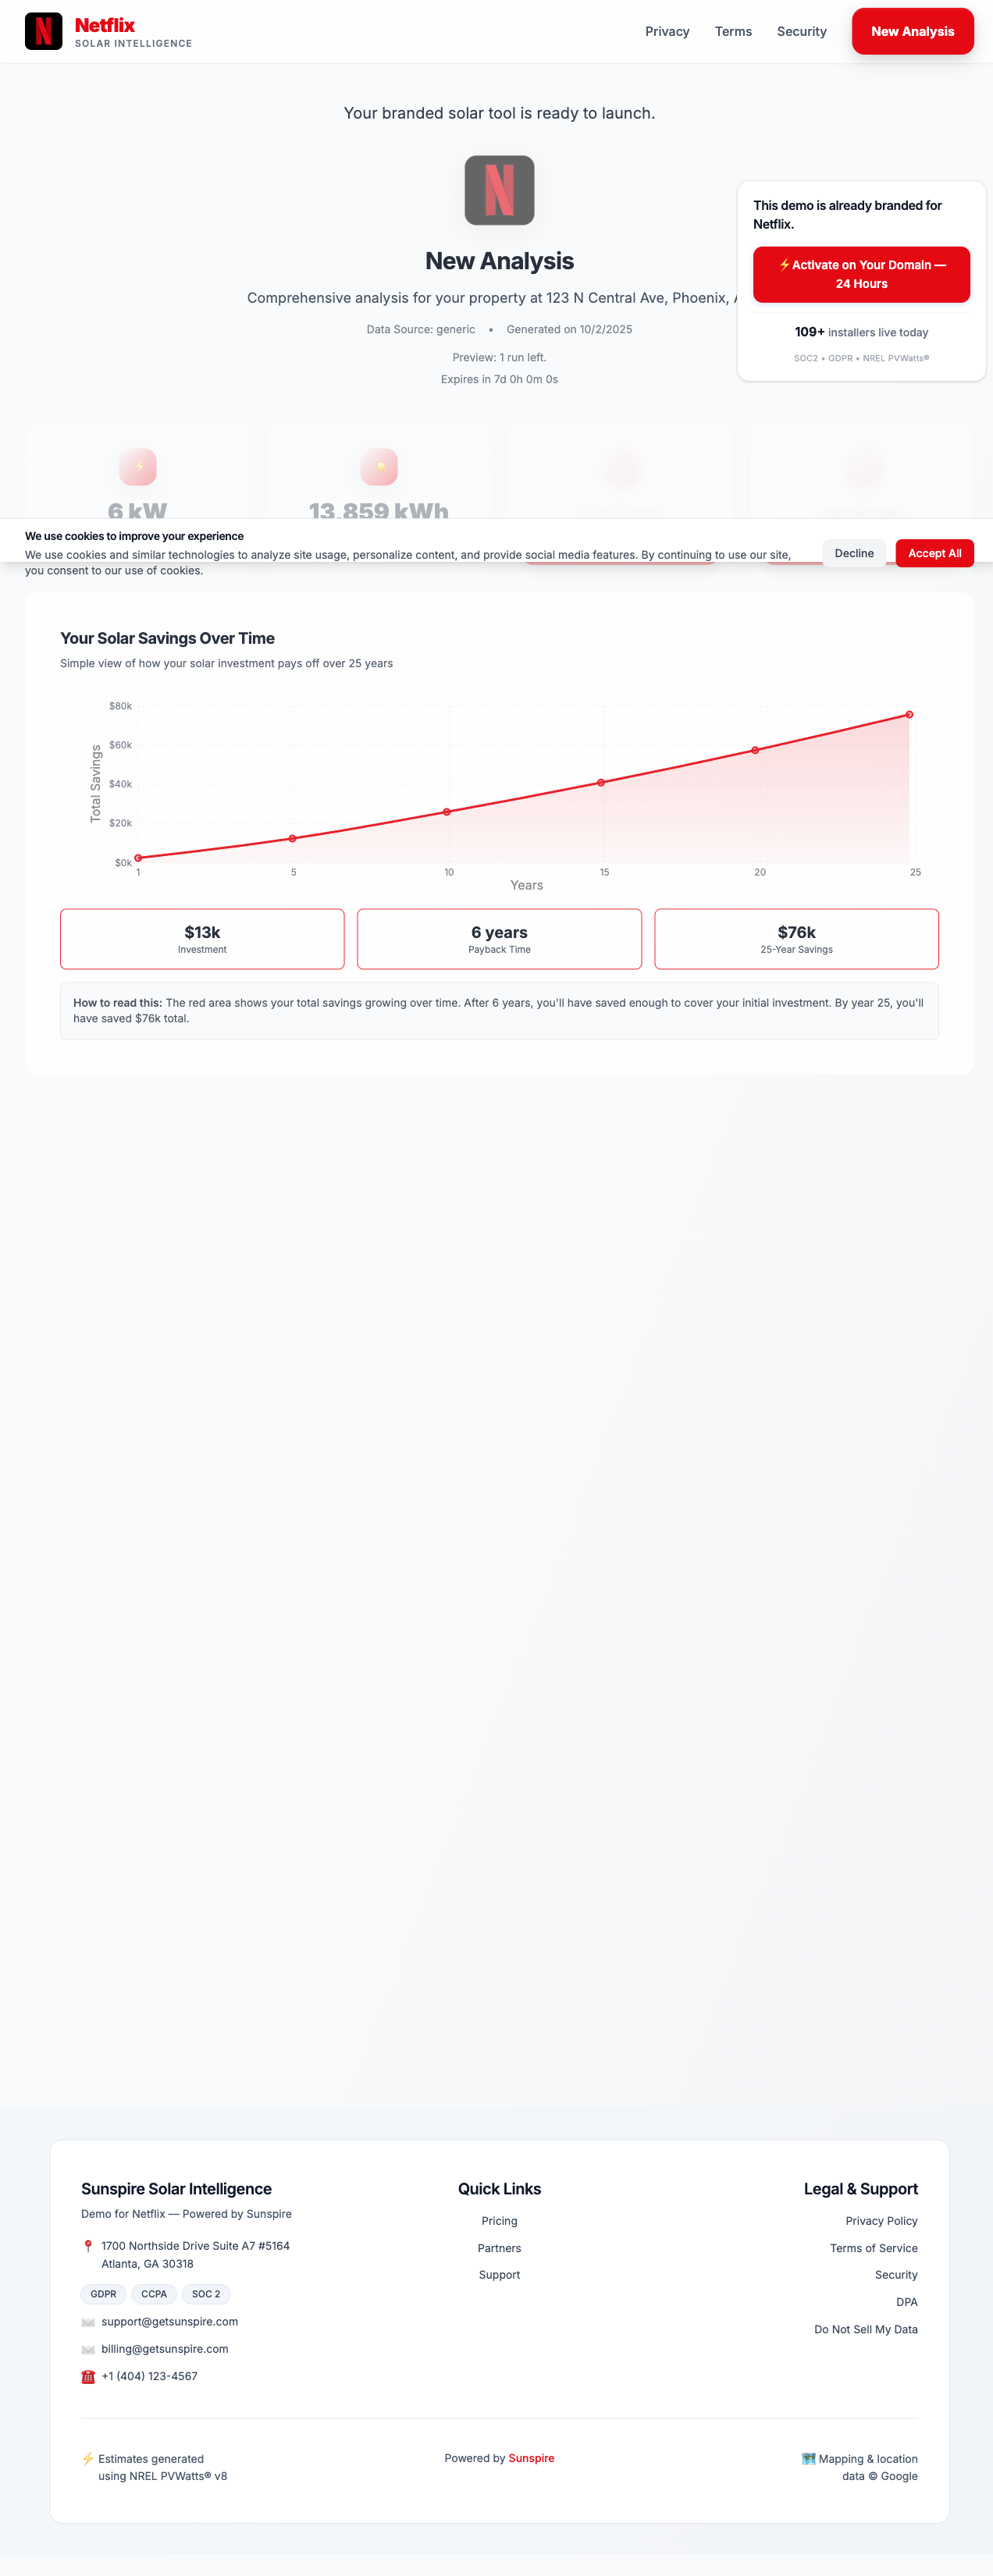 Netflix
SOLAR INTELLIGENCE
Privacy
Terms
Security
New Analysis
Your branded solar tool is ready to launch.
N
New Analysis
Comprehensive analysis for your property at 123 N Central Ave, Phoenix,
Data Source: generic • Generated on 10/2/2025
Preview: 1 run left.
Expires in 7d 0h 0m 0s
This demo is already branded for
Netflix.
⚡Activate on Your Domain —
24 Hours
109+ installers live today
SOC2 • GDPR • NREL PVWatts®
6 kW
13,859 kWh
We use cookies to improve your experience
We use cookies and similar technologies to analyze site usage, personalize content, and provide social media features. By continuing to use our site,
you consent to our use of cookies.
Decline
Accept All
Your Solar Savings Over Time
Simple view of how your solar investment pays off over 25 years
Total Savings
$80k
$60k
$40k
$20k
$0k
1
5
10
15
20
25
Years
$13k
Investment
6 years
Payback Time
$76k
25-Year Savings
How to read this: The red area shows your total savings growing over time. After 6 years, you'll have saved enough to cover your initial investment. By year 25, you'll
have saved $76k total.
Sunspire Solar Intelligence
Demo for Netflix — Powered by Sunspire
1700 Northside Drive Suite A7 #5164
Atlanta, GA 30318
GDPR
CCPA
SOC 2
support@getsunspire.com
billing@getsunspire.com
+1 (404) 123-4567
Quick Links
Pricing
Partners
Support
Legal & Support
Privacy Policy
Terms of Service
Security
DPA
Do Not Sell My Data
⚡ Estimates generated
using NREL PVWatts® v8
Powered by Sunspire
Mapping & location
data © Google